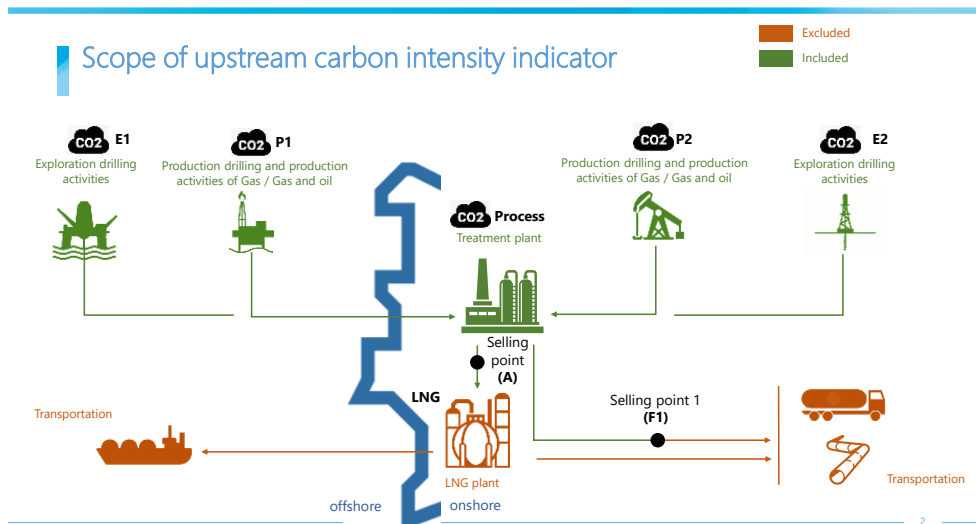 Scope of upstream carbon intensity indicator
Excluded
Included
CO2 E1
Exploration drilling
activities
CO2 P1
Production drilling and production
activities of Gas / Gas and oil
CO2 P2
Production drilling and production
activities of Gas / Gas and oil
CO2 E2
Exploration drilling
activities
CO2 Process
Treatment plant
Selling
point
(A)
LNG
Selling point 1
(F1)
Transportation
LNG plant
Transportation
offshore
onshore
2